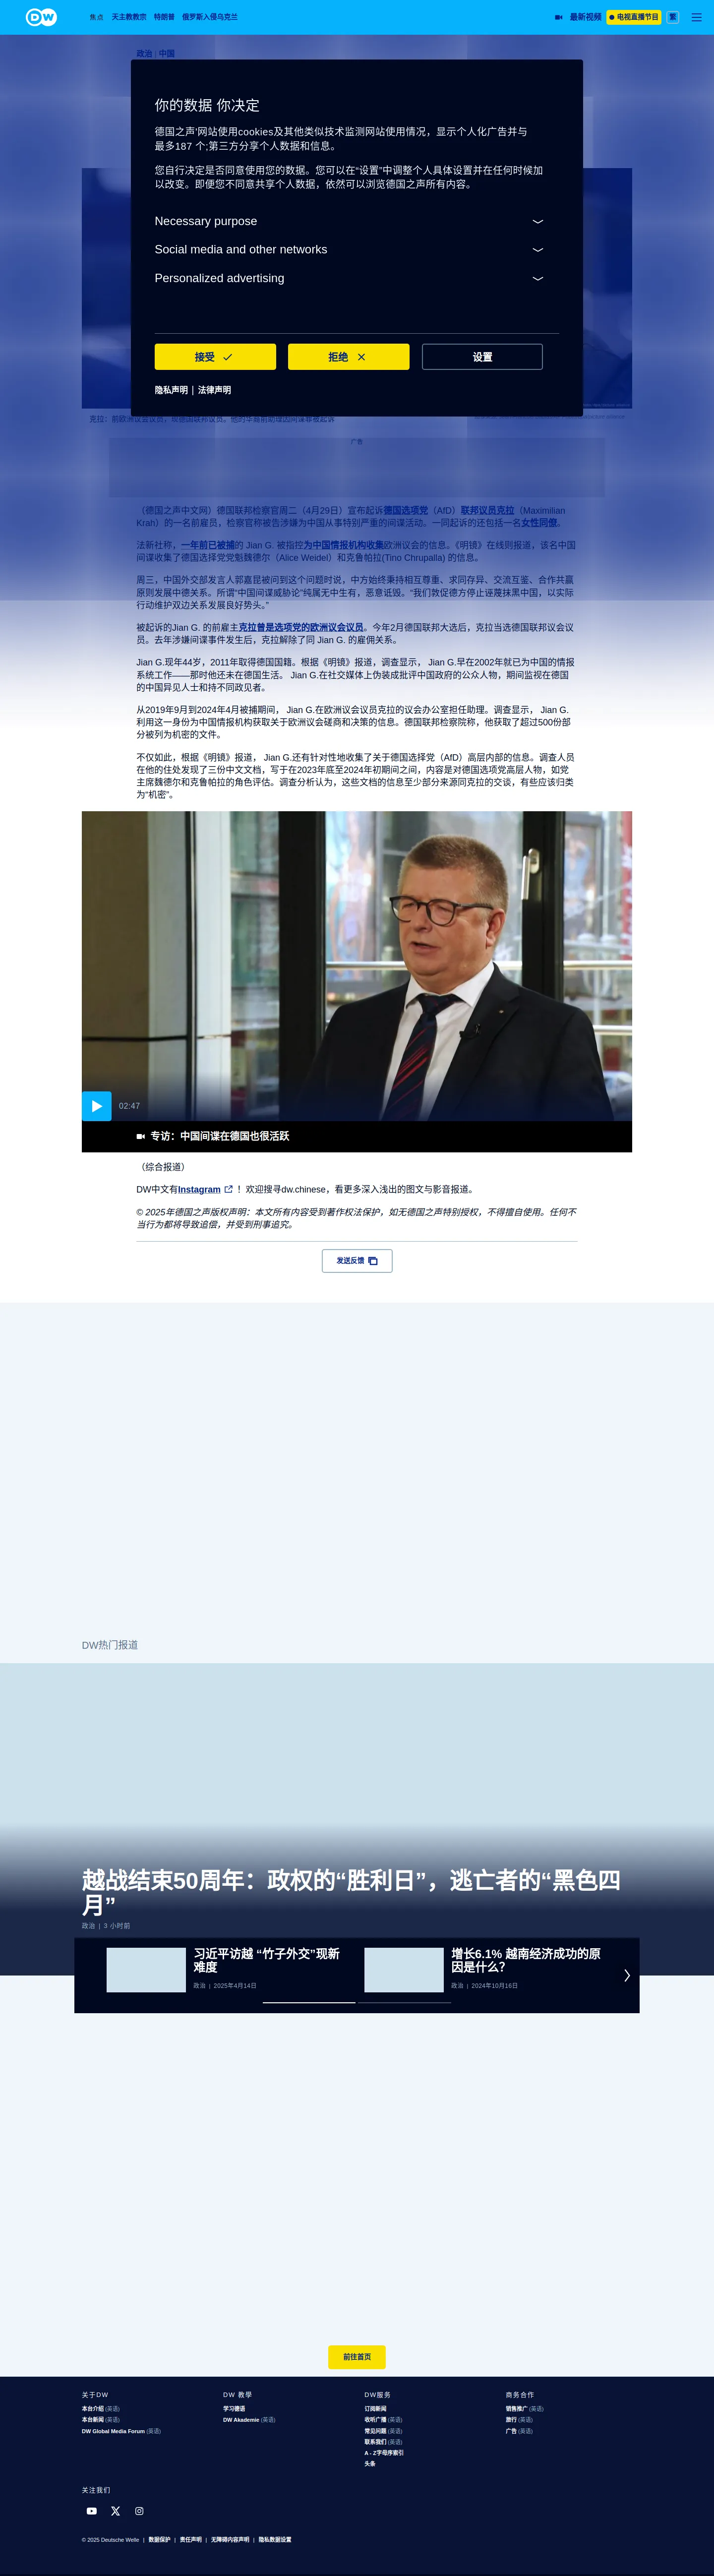 DW
焦点 天主教教宗 特朗普 俄罗斯入侵乌克兰
最新视频
电视直播节目
繁
政治 | 中国
你的数据 你决定
德国之声'网站使用cookies及其他类似技术监测网站使用情况，显示个人化广告并与
最多187 个;第三方分享个人数据和信息。
您自行决定是否同意使用您的数据。您可以在“设置”中调整个人具体设置并在任何时候加
以改变。即便您不同意共享个人数据，依然可以浏览德国之声所有内容。
Necessary purpose
Social media and other networks
Personalized advertising
接受
拒绝
设置
隐私声明 | 法律声明
克拉：前欧洲议会议员，现德国联邦议员。他的华裔前助理因间谍罪被起诉
广告
（德国之声中文网）德国联邦检察官周二（4月29日）宣布起诉德国选项党（AfD）联邦议员克拉（Maximilian
Krah）的一名前雇员，检察官称被告涉嫌为中国从事特别严重的间谍活动。一同起诉的还包括一名女性同僚。
法新社称，一年前已被捕的 Jian G. 被指控为中国情报机构收集欧洲议会的信息。《明镜》在线则报道，该名中国
间谍收集了德国选择党党魁魏德尔（Alice Weidel）和克鲁帕拉(Tino Chrupalla) 的信息。
周三，中国外交部发言人郭嘉昆被问到这个问题时说，中方始终秉持相互尊重、求同存异、交流互鉴、合作共赢
原则发展中德关系。所谓“中国间谍威胁论”纯属无中生有，恶意诋毁。“我们敦促德方停止诬蔑抹黑中国，以实际
行动维护双边关系发展良好势头。”
被起诉的Jian G. 的前雇主克拉曾是选项党的欧洲议会议员。今年2月德国联邦大选后，克拉当选德国联邦议会议
员。去年涉嫌间谍事件发生后，克拉解除了同 Jian G. 的雇佣关系。
Jian G.现年44岁，2011年取得德国国籍。根据《明镜》报道，调查显示， Jian G.早在2002年就已为中国的情报
系统工作——那时他还未在德国生活。 Jian G.在社交媒体上伪装成批评中国政府的公众人物，期间监视在德国
的中国异见人士和持不同政见者。
从2019年9月到2024年4月被捕期间， Jian G.在欧洲议会议员克拉的议会办公室担任助理。调查显示， Jian G.
利用这一身份为中国情报机构获取关于欧洲议会磋商和决策的信息。德国联邦检察院称，他获取了超过500份部
分被列为机密的文件。
不仅如此，根据《明镜》报道， Jian G.还有针对性地收集了关于德国选择党（AfD）高层内部的信息。调查人员
在他的住处发现了三份中文文档，写于在2023年底至2024年初期间之间，内容是对德国选项党高层人物，如党
主席魏德尔和克鲁帕拉的角色评估。调查分析认为，这些文档的信息至少部分来源同克拉的交谈，有些应该归类
为“机密”。
02:47
专访：中国间谍在德国也很活跃
（综合报道）
DW中文有Instagram ！欢迎搜寻dw.chinese，看更多深入浅出的图文与影音报道。
© 2025年德国之声版权声明：本文所有内容受到著作权法保护，如无德国之声特别授权，不得擅自使用。任何不
当行为都将导致追偿，并受到刑事追究。
发送反馈
DW热门报道
越战结束50周年：政权的“胜利日”，逃亡者的“黑色四
月”
政治 | 3 小时前
习近平访越 “竹子外交”现新
难度
政治 | 2025年4月14日
增长6.1% 越南经济成功的原
因是什么？
政治 | 2024年10月16日
前往首页
关于DW
本台介绍 (英语)
本台新闻 (英语)
DW Global Media Forum (英语)
DW 教學
学习德语
DW Akademie (英语)
DW服务
订阅新闻
收听广播 (英语)
常见问题 (英语)
联系我们 (英语)
A - Z字母序索引
头条
商务合作
销售推广 (英语)
旅行 (英语)
广告 (英语)
关注我们
© 2025 Deutsche Welle | 数据保护 | 责任声明 | 无障碍内容声明 | 隐私数据设置